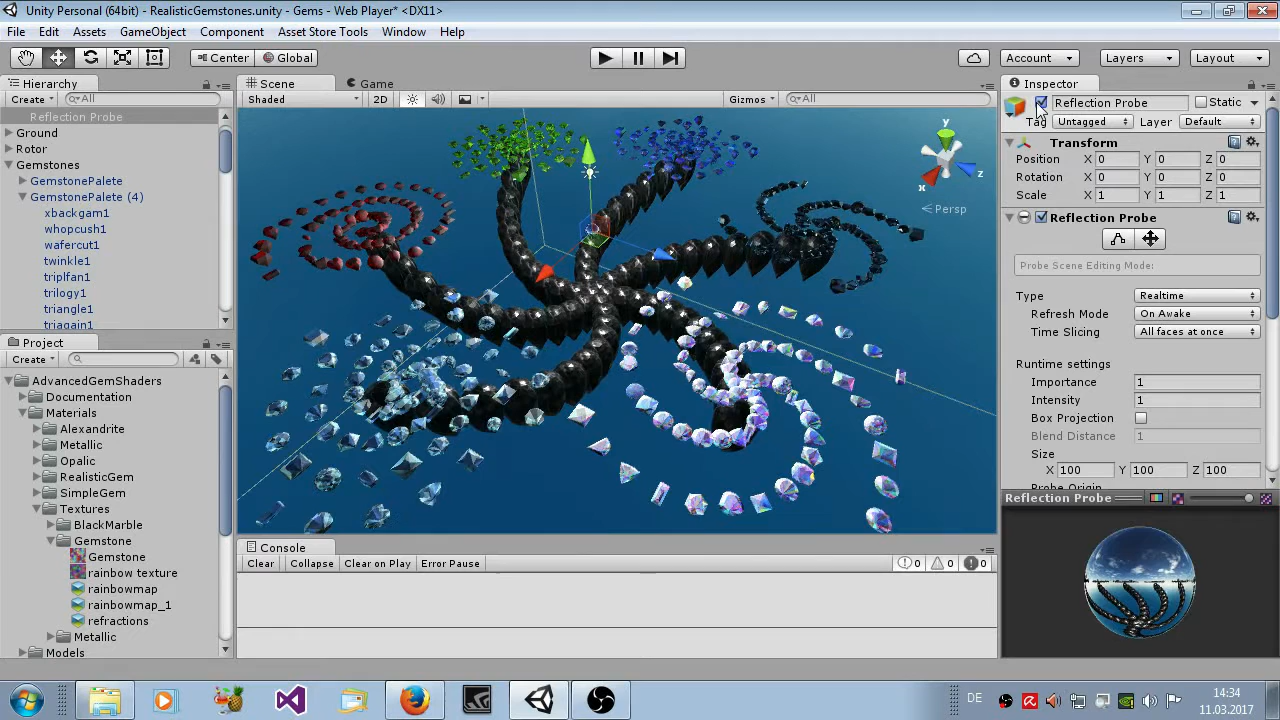 Unity Personal (64bit) - RealisticGemstones.unity - Gems - Web Player* <DX11>
File Edit Assets GameObject Component Asset Store Tools Window Help
Center Global Account Layers Layout
Hierarchy
Create All
Reflection Probe
Ground
Rotor
Gemstones
GemstonePalete
GemstonePalete (4)
xbackgam1
whopcush1
wafercut1
twinkle1
triplfan1
trilogy1
triangle1
triagain1
Project
Create
AdvancedGemShaders
Documentation
Materials
Alexandrite
Metallic
Opalic
RealisticGem
SimpleGem
Textures
BlackMarble
Gemstone
Gemstone
rainbow texture
rainbowmap
rainbowmap_1
refractions
Metallic
Models
Scene Game
Shaded 2D Gizmos All
y
x
z
Persp
Console
Clear Collapse Clear on Play Error Pause 0 0 0
Inspector
Reflection Probe Static
Tag Untagged Layer Default
Transform
Position X 0 Y 0 Z 0
Rotation X 0 Y 0 Z 0
Scale X 1 Y 1 Z 1
Reflection Probe
Probe Scene Editing Mode:
Type Realtime
Refresh Mode On Awake
Time Slicing All faces at once
Runtime settings
Importance 1
Intensity 1
Box Projection
Blend Distance 1
Size
X 100 Y 100 Z 100
Probe Origin
Reflection Probe
DE 14:34
11.03.2017